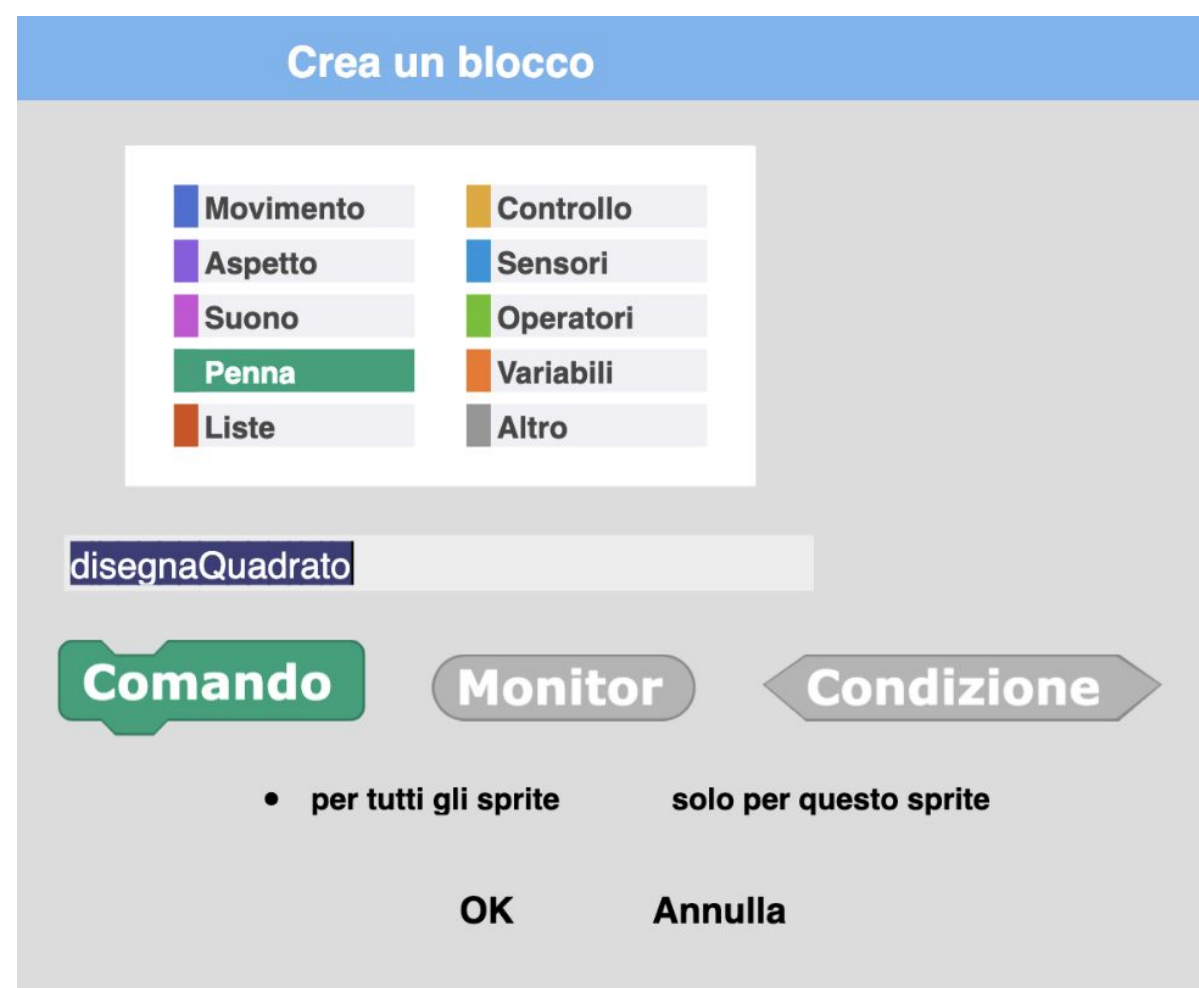 Crea un blocco
Movimento Controllo
Aspetto Sensori
Suono Operatori
Penna Variabili
Liste Altro
disegnaQuadrato
Comando Monitor Condizione
• per tutti gli sprite solo per questo sprite
OK Annulla